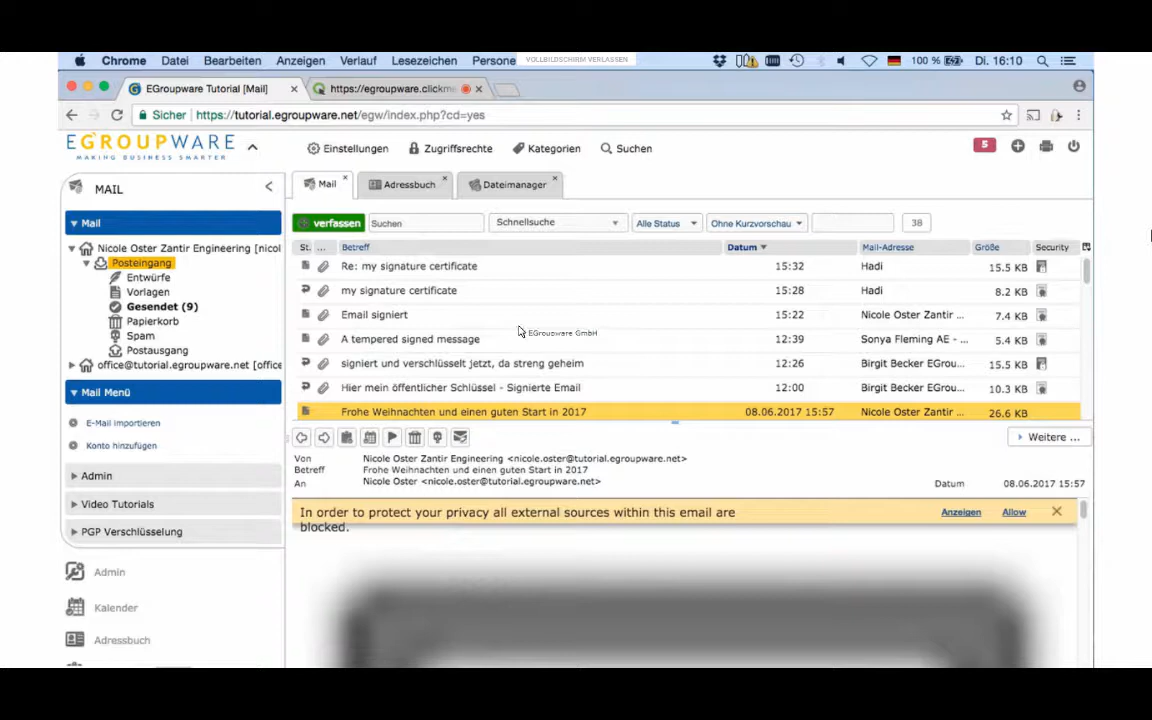 Chrome Datei Bearbeiten Anzeigen Verlauf Lesezeichen Persone VOLLBILDSCHIRM VERLASSEN 100 % Di. 16:10
EGroupware Tutorial [Mail] https://egroupware.clickme
Sicher https://tutorial.egroupware.net/egw/index.php?cd=yes
EGROUPWARE
MAKING BUSINESS SMARTER
Einstellungen Zugriffsrechte Kategorien Suchen 5
MAIL
Mail Adressbuch Dateimanager
Mail
verfassen Suchen Schnellsuche Alle Status Ohne Kurzvorschau 38
St. ... Betreff Datum Mail-Adresse Größe Security
Nicole Oster Zantir Engineering [nicol
Posteingang
Entwürfe
Vorlagen
Gesendet (9)
Papierkorb
Spam
Postausgang
office@tutorial.egroupware.net [office
Re: my signature certificate 15:32 Hadi 15.5 KB
my signature certificate 15:28 Hadi 8.2 KB
Email signiert 15:22 Nicole Oster Zantir ... 7.4 KB
EGroupware GmbH
A tempered signed message 12:39 Sonya Fleming AE - ... 5.4 KB
signiert und verschlüsselt jetzt, da streng geheim 12:26 Birgit Becker EGrou... 15.5 KB
Hier mein öffentlicher Schlüssel - Signierte Email 12:00 Birgit Becker EGrou... 10.3 KB
Frohe Weihnachten und einen guten Start in 2017 08.06.2017 15:57 Nicole Oster Zantir ... 26.6 KB
Mail Menü
E-Mail importieren
Konto hinzufügen
Admin
Video Tutorials
PGP Verschlüsselung
Admin
Kalender
Adressbuch
Weitere ...
Von Nicole Oster Zantir Engineering <nicole.oster@tutorial.egroupware.net>
Betreff Frohe Weihnachten und einen guten Start in 2017
An Nicole Oster <nicole.oster@tutorial.egroupware.net> Datum 08.06.2017 15:57
In order to protect your privacy all external sources within this email are
blocked.
Anzeigen Allow